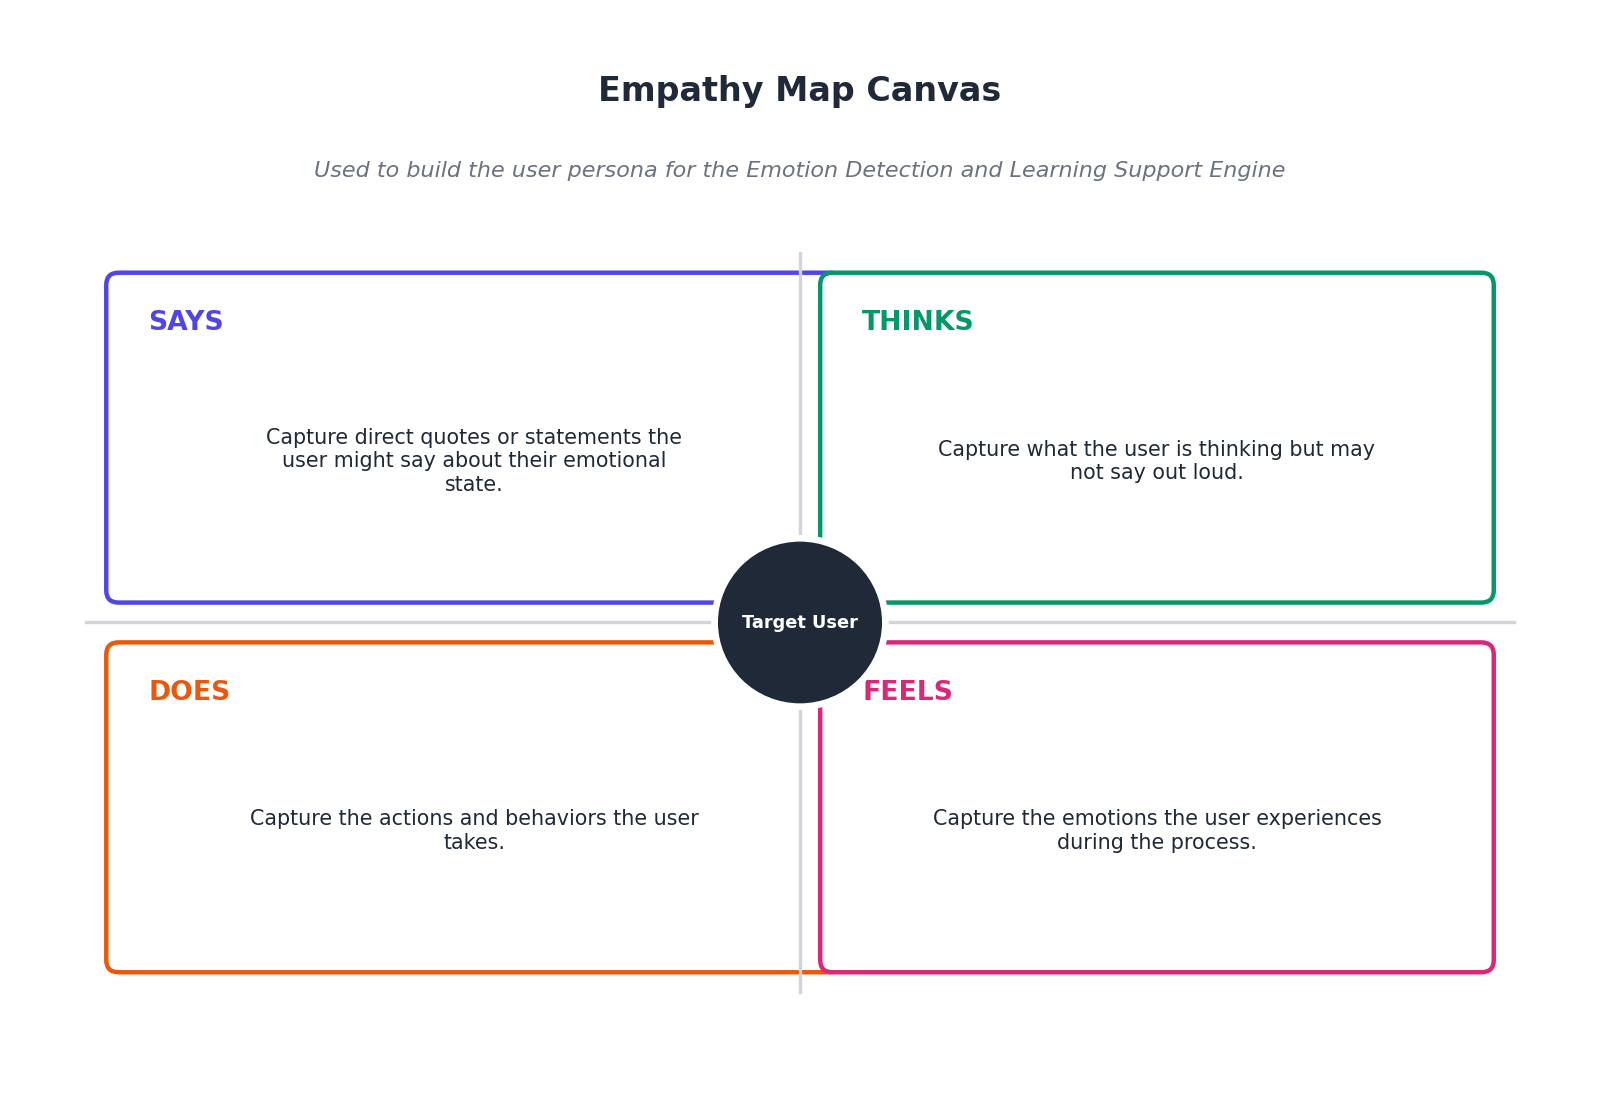 Empathy Map Canvas
Used to build the user persona for the Emotion Detection and Learning Support Engine
SAYS
Capture direct quotes or statements the
user might say about their emotional
state.
THINKS
Capture what the user is thinking but may
not say out loud.
Target User
DOES
Capture the actions and behaviors the user
takes.
FEELS
Capture the emotions the user experiences
during the process.